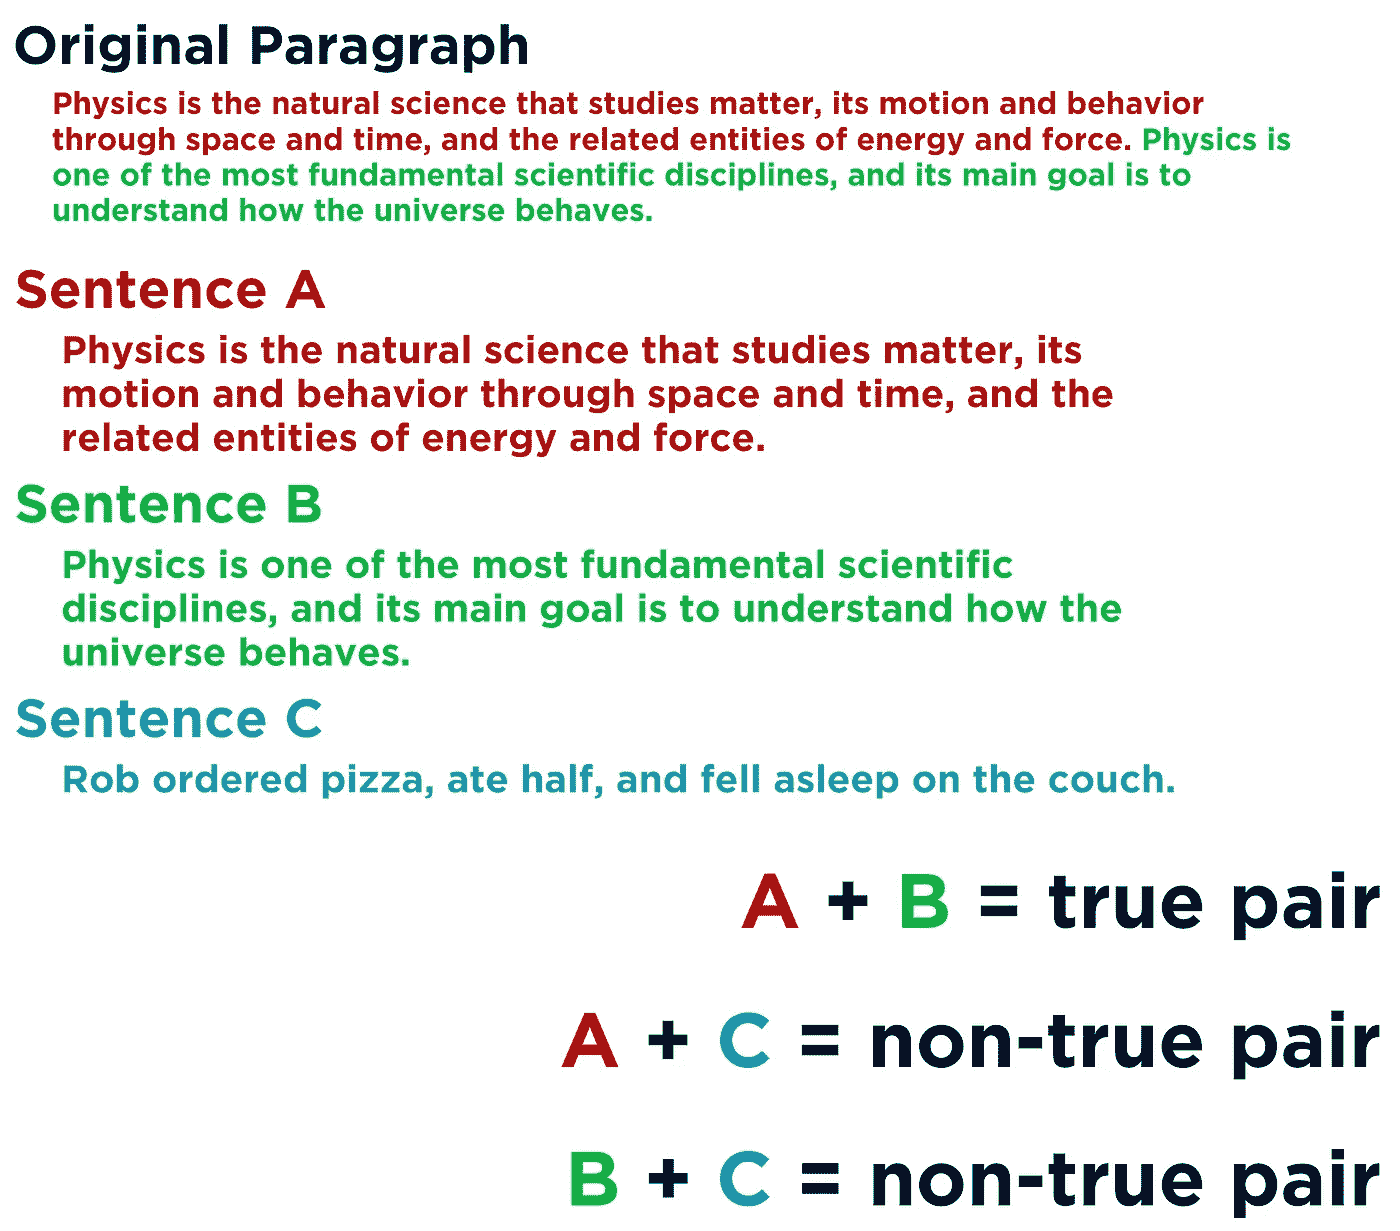 Original Paragraph
Physics is the natural science that studies matter, its motion and behavior
through space and time, and the related entities of energy and force. Physics is
one of the most fundamental scientific disciplines, and its main goal is to
understand how the universe behaves.
Sentence A
Physics is the natural science that studies matter, its
motion and behavior through space and time, and the
related entities of energy and force.
Sentence B
Physics is one of the most fundamental scientific
disciplines, and its main goal is to understand how the
universe behaves.
Sentence C
Rob ordered pizza, ate half, and fell asleep on the couch.
A + B = true pair
A + C = non-true pair
B + C = non-true pair